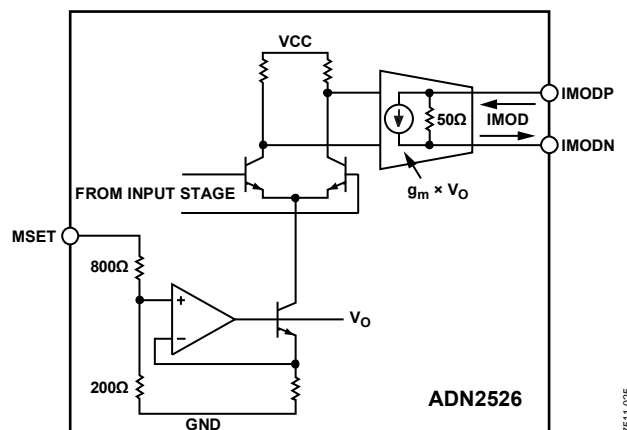 VCC
IMODP
50Ω
IMOD
IMODN
FROM INPUT STAGE
gm × VO
MSET
800Ω
+
–
VO
200Ω
GND
ADN2526